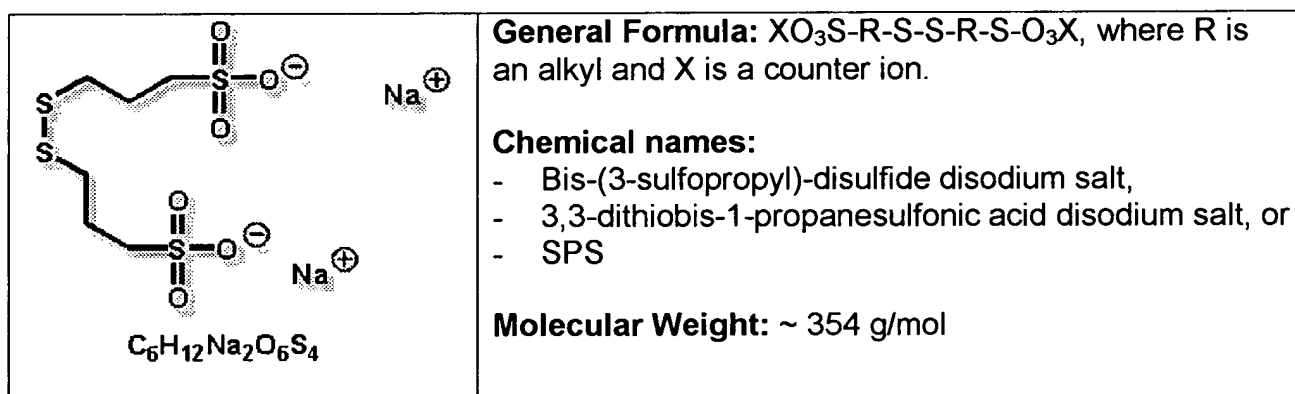 O
S
O⊖
O
Na⊕
S
S
O
S
O⊖
O
Na⊕
C₆H₁₂Na₂O₆S₄
General Formula: XO₃S-R-S-S-R-S-O₃X, where R is
an alkyl and X is a counter ion.
Chemical names:
- Bis-(3-sulfopropyl)-disulfide disodium salt,
- 3,3-dithiobis-1-propanesulfonic acid disodium salt, or
- SPS
Molecular Weight: ~ 354 g/mol